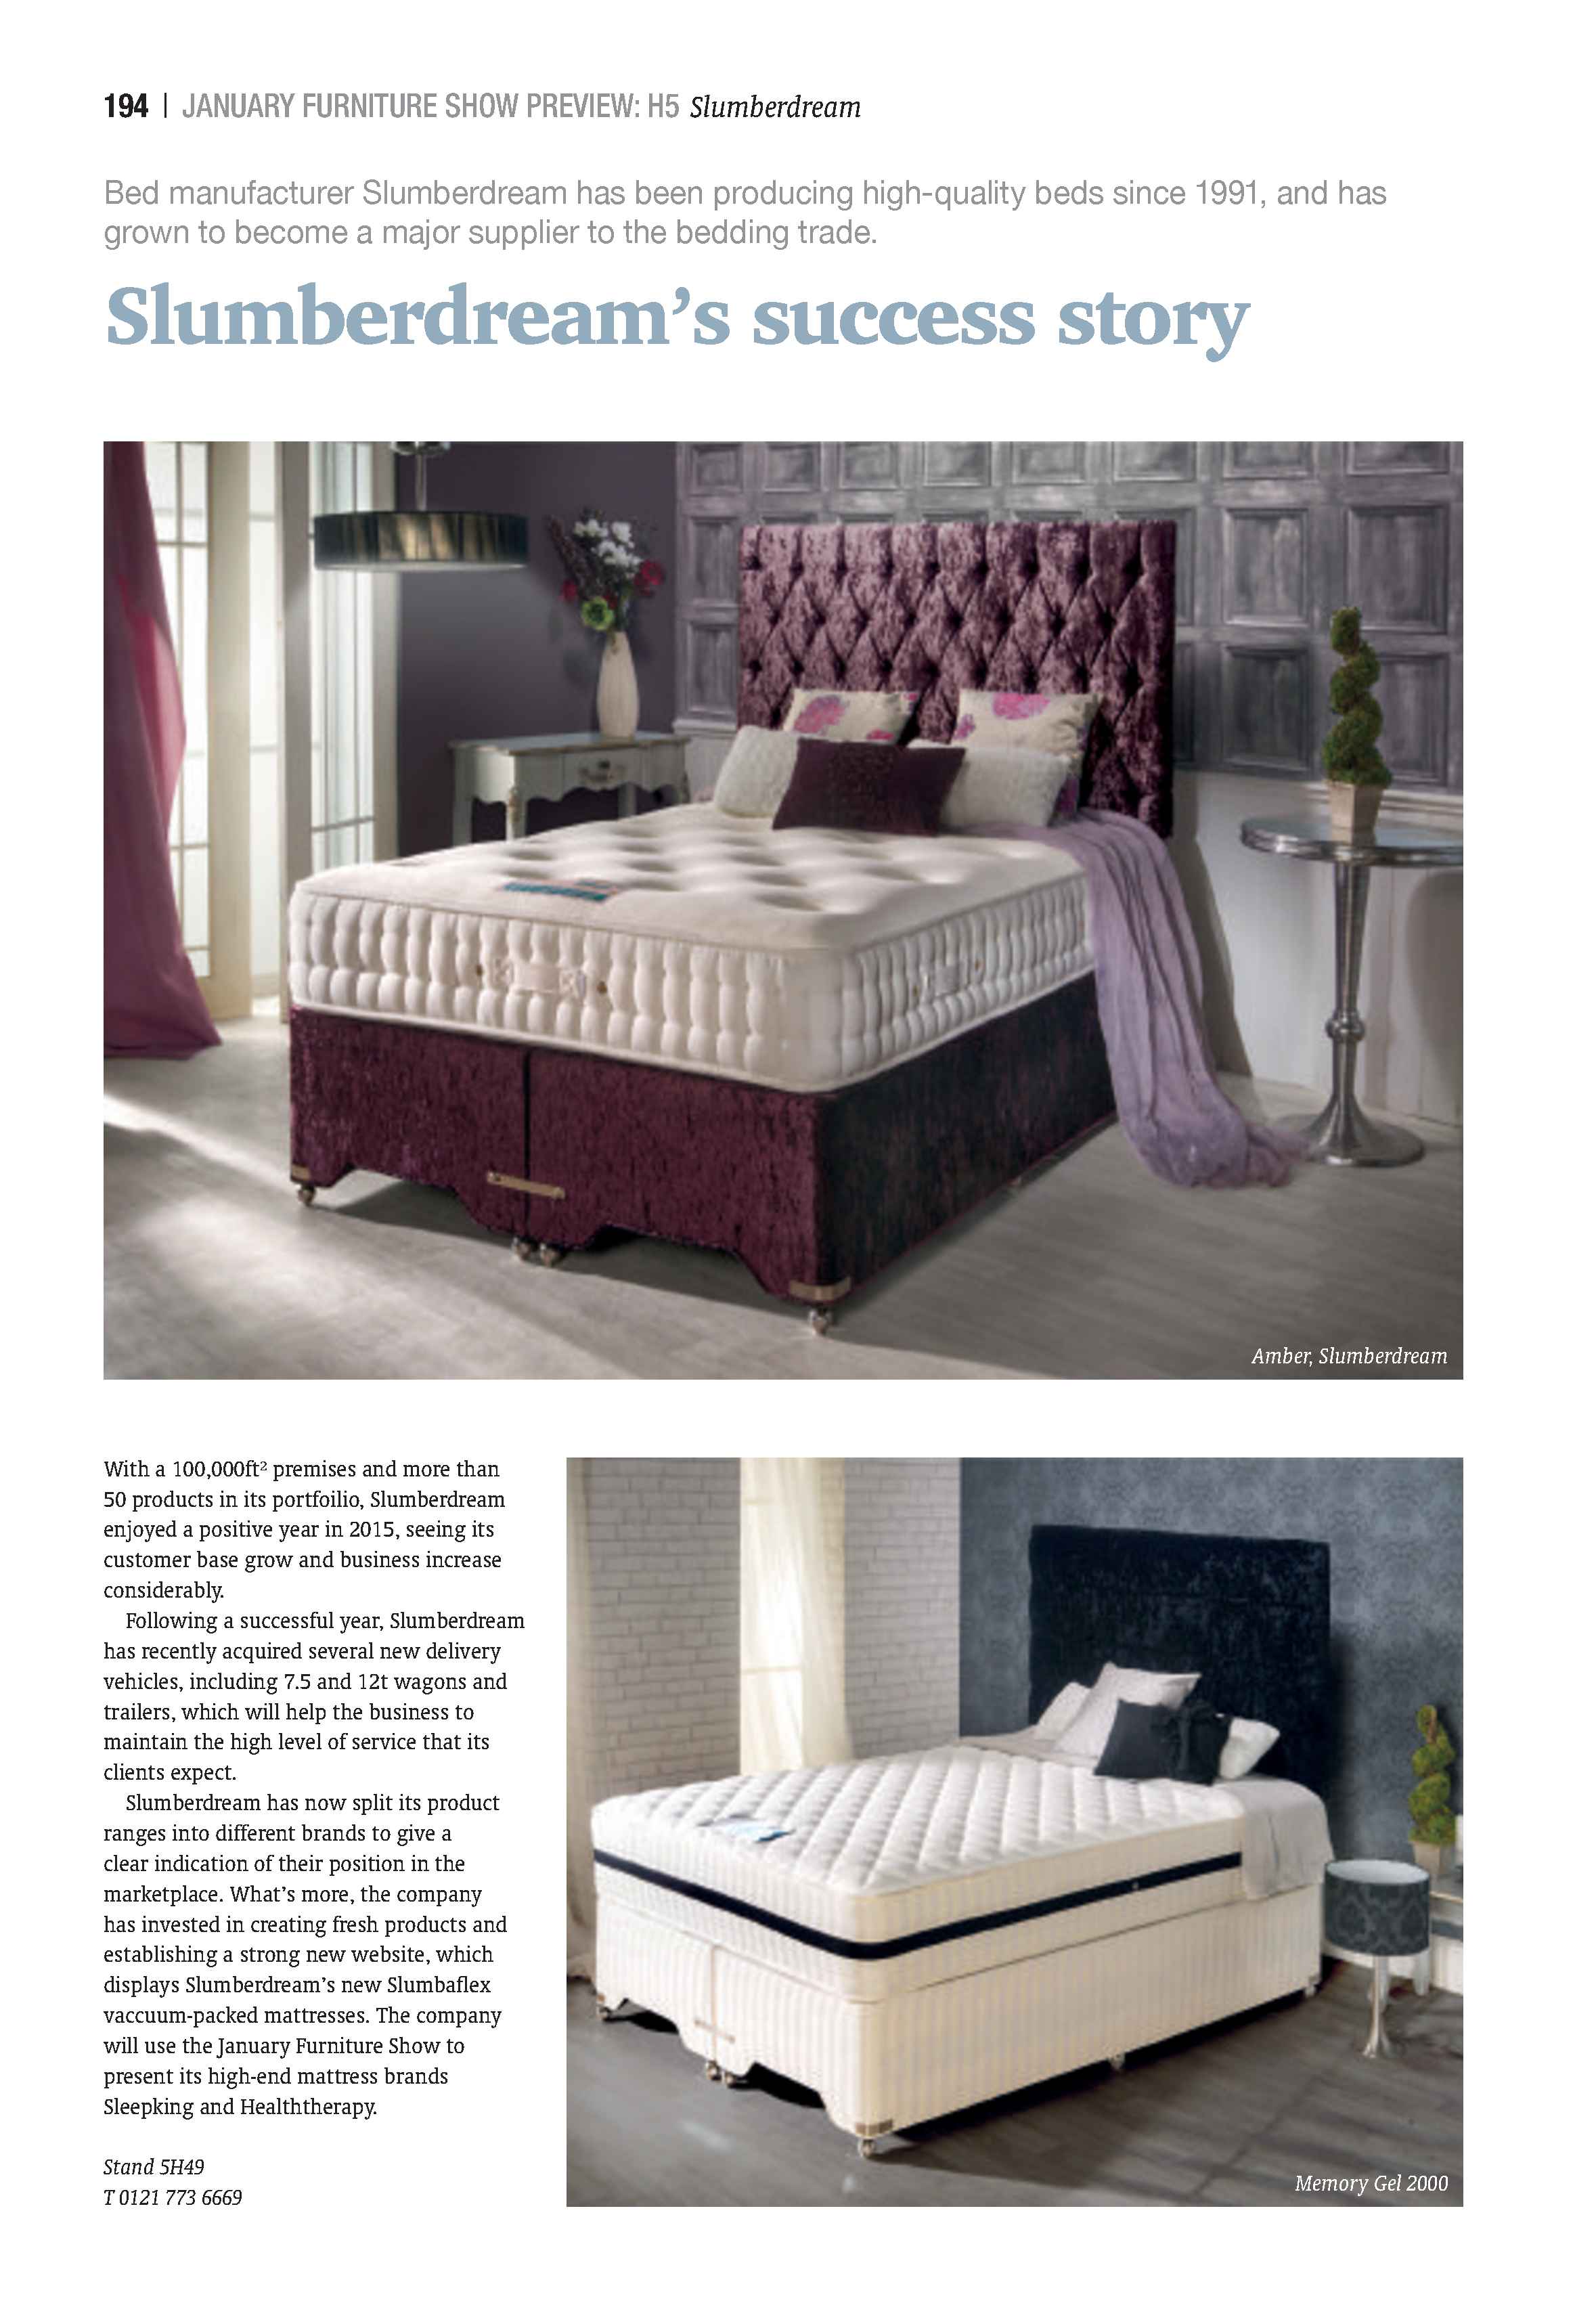 194 | JANUARY FURNITURE SHOW PREVIEW: H5 Slumberdream
Bed manufacturer Slumberdream has been producing high-quality beds since 1991, and has
grown to become a major supplier to the bedding trade.
Slumberdream’s success story
Amber, Slumberdream
With a 100,000ft² premises and more than
50 products in its portfoilio, Slumberdream
enjoyed a positive year in 2015, seeing its
customer base grow and business increase
considerably.
Following a successful year, Slumberdream
has recently acquired several new delivery
vehicles, including 7.5 and 12t wagons and
trailers, which will help the business to
maintain the high level of service that its
clients expect.
Slumberdream has now split its product
ranges into different brands to give a
clear indication of their position in the
marketplace. What’s more, the company
has invested in creating fresh products and
establishing a strong new website, which
displays Slumberdream’s new Slumbaflex
vaccuum-packed mattresses. The company
will use the January Furniture Show to
present its high-end mattress brands
Sleepking and Healththerapy.
Stand 5H49
T 0121 773 6669
Memory Gel 2000